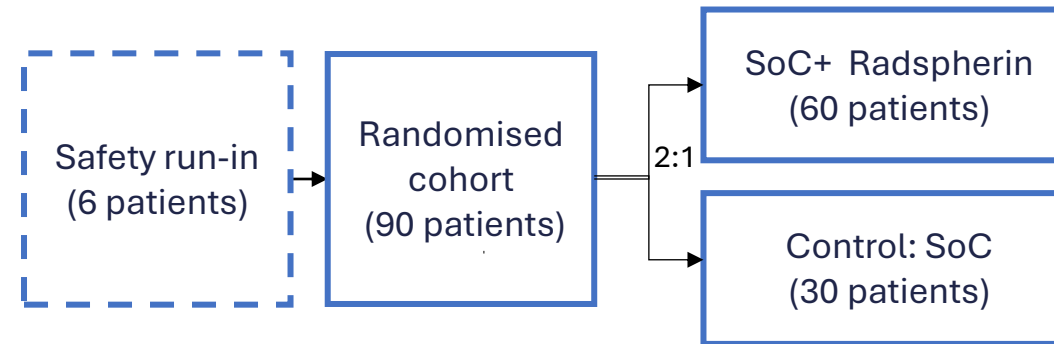 Safety run-in
(6 patients)
Randomised
cohort
(90 patients)
2:1
SoC+ Radspherin
(60 patients)
Control: SoC
(30 patients)